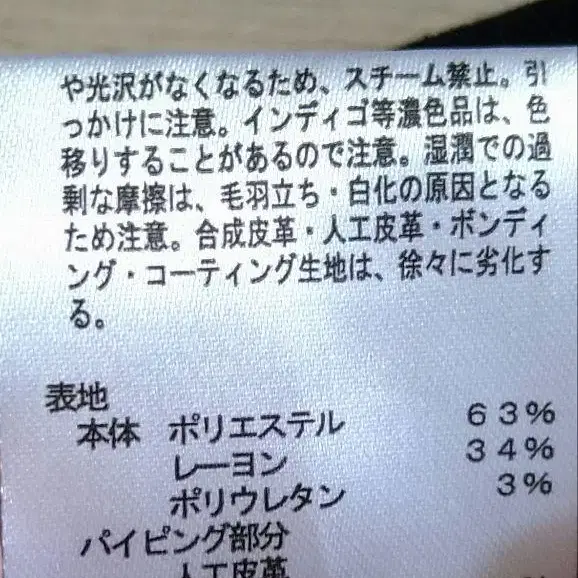 や光沢がなくなるため、スチーム禁止。引
っかけに注意。インディゴ等濃色品は、色
移りすることがあるので注意。湿潤での過
剰な摩擦は、毛羽立ち・白化の原因となる
ため注意。合成皮革・人工皮革・ボンディ
ング・コーティング生地は、徐々に劣化す
る。
表地
本体 ポリエステル 63%
レーヨン 34%
ポリウレタン 3%
パイピング部分
人工皮革